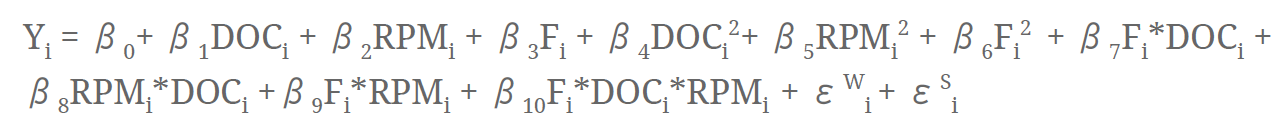 Yᵢ = β₀+ β₁DOCᵢ + β₂RPMᵢ + β₃Fᵢ + β₄DOCᵢ²+ β₅RPMᵢ² + β₆Fᵢ² + β₇Fᵢ*DOCᵢ +
β₈RPMᵢ*DOCᵢ +β₉Fᵢ*RPMᵢ + β₁₀Fᵢ*DOCᵢ*RPMᵢ + εᵂᵢ + εˢᵢ